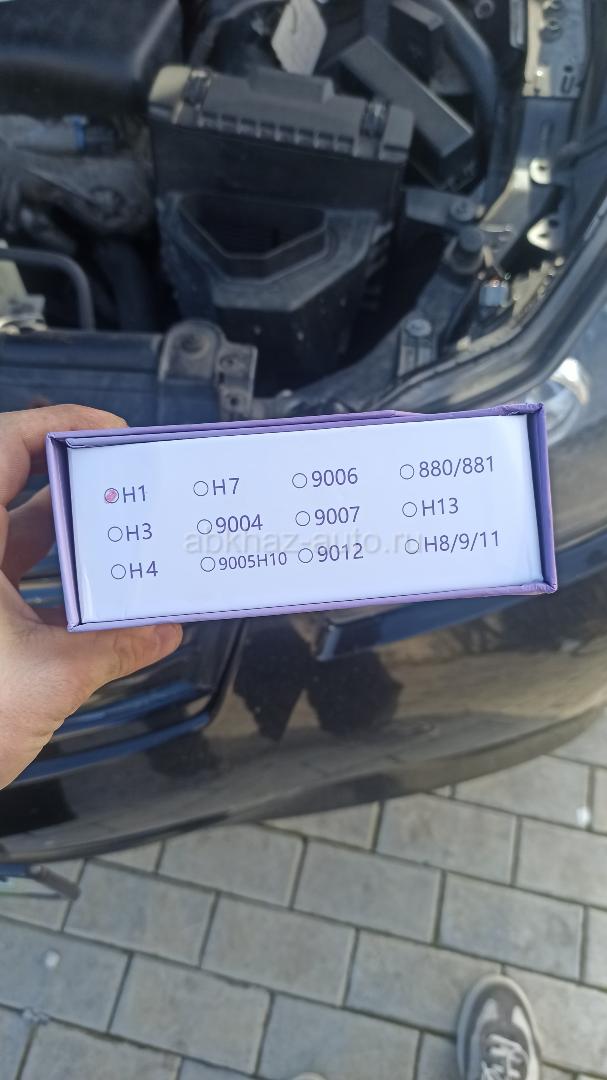 H1 H7 9006 880/881
H3 9004 9007 H13
H4 9005H10 9012 H8/9/11
abkhaz-auto.ru